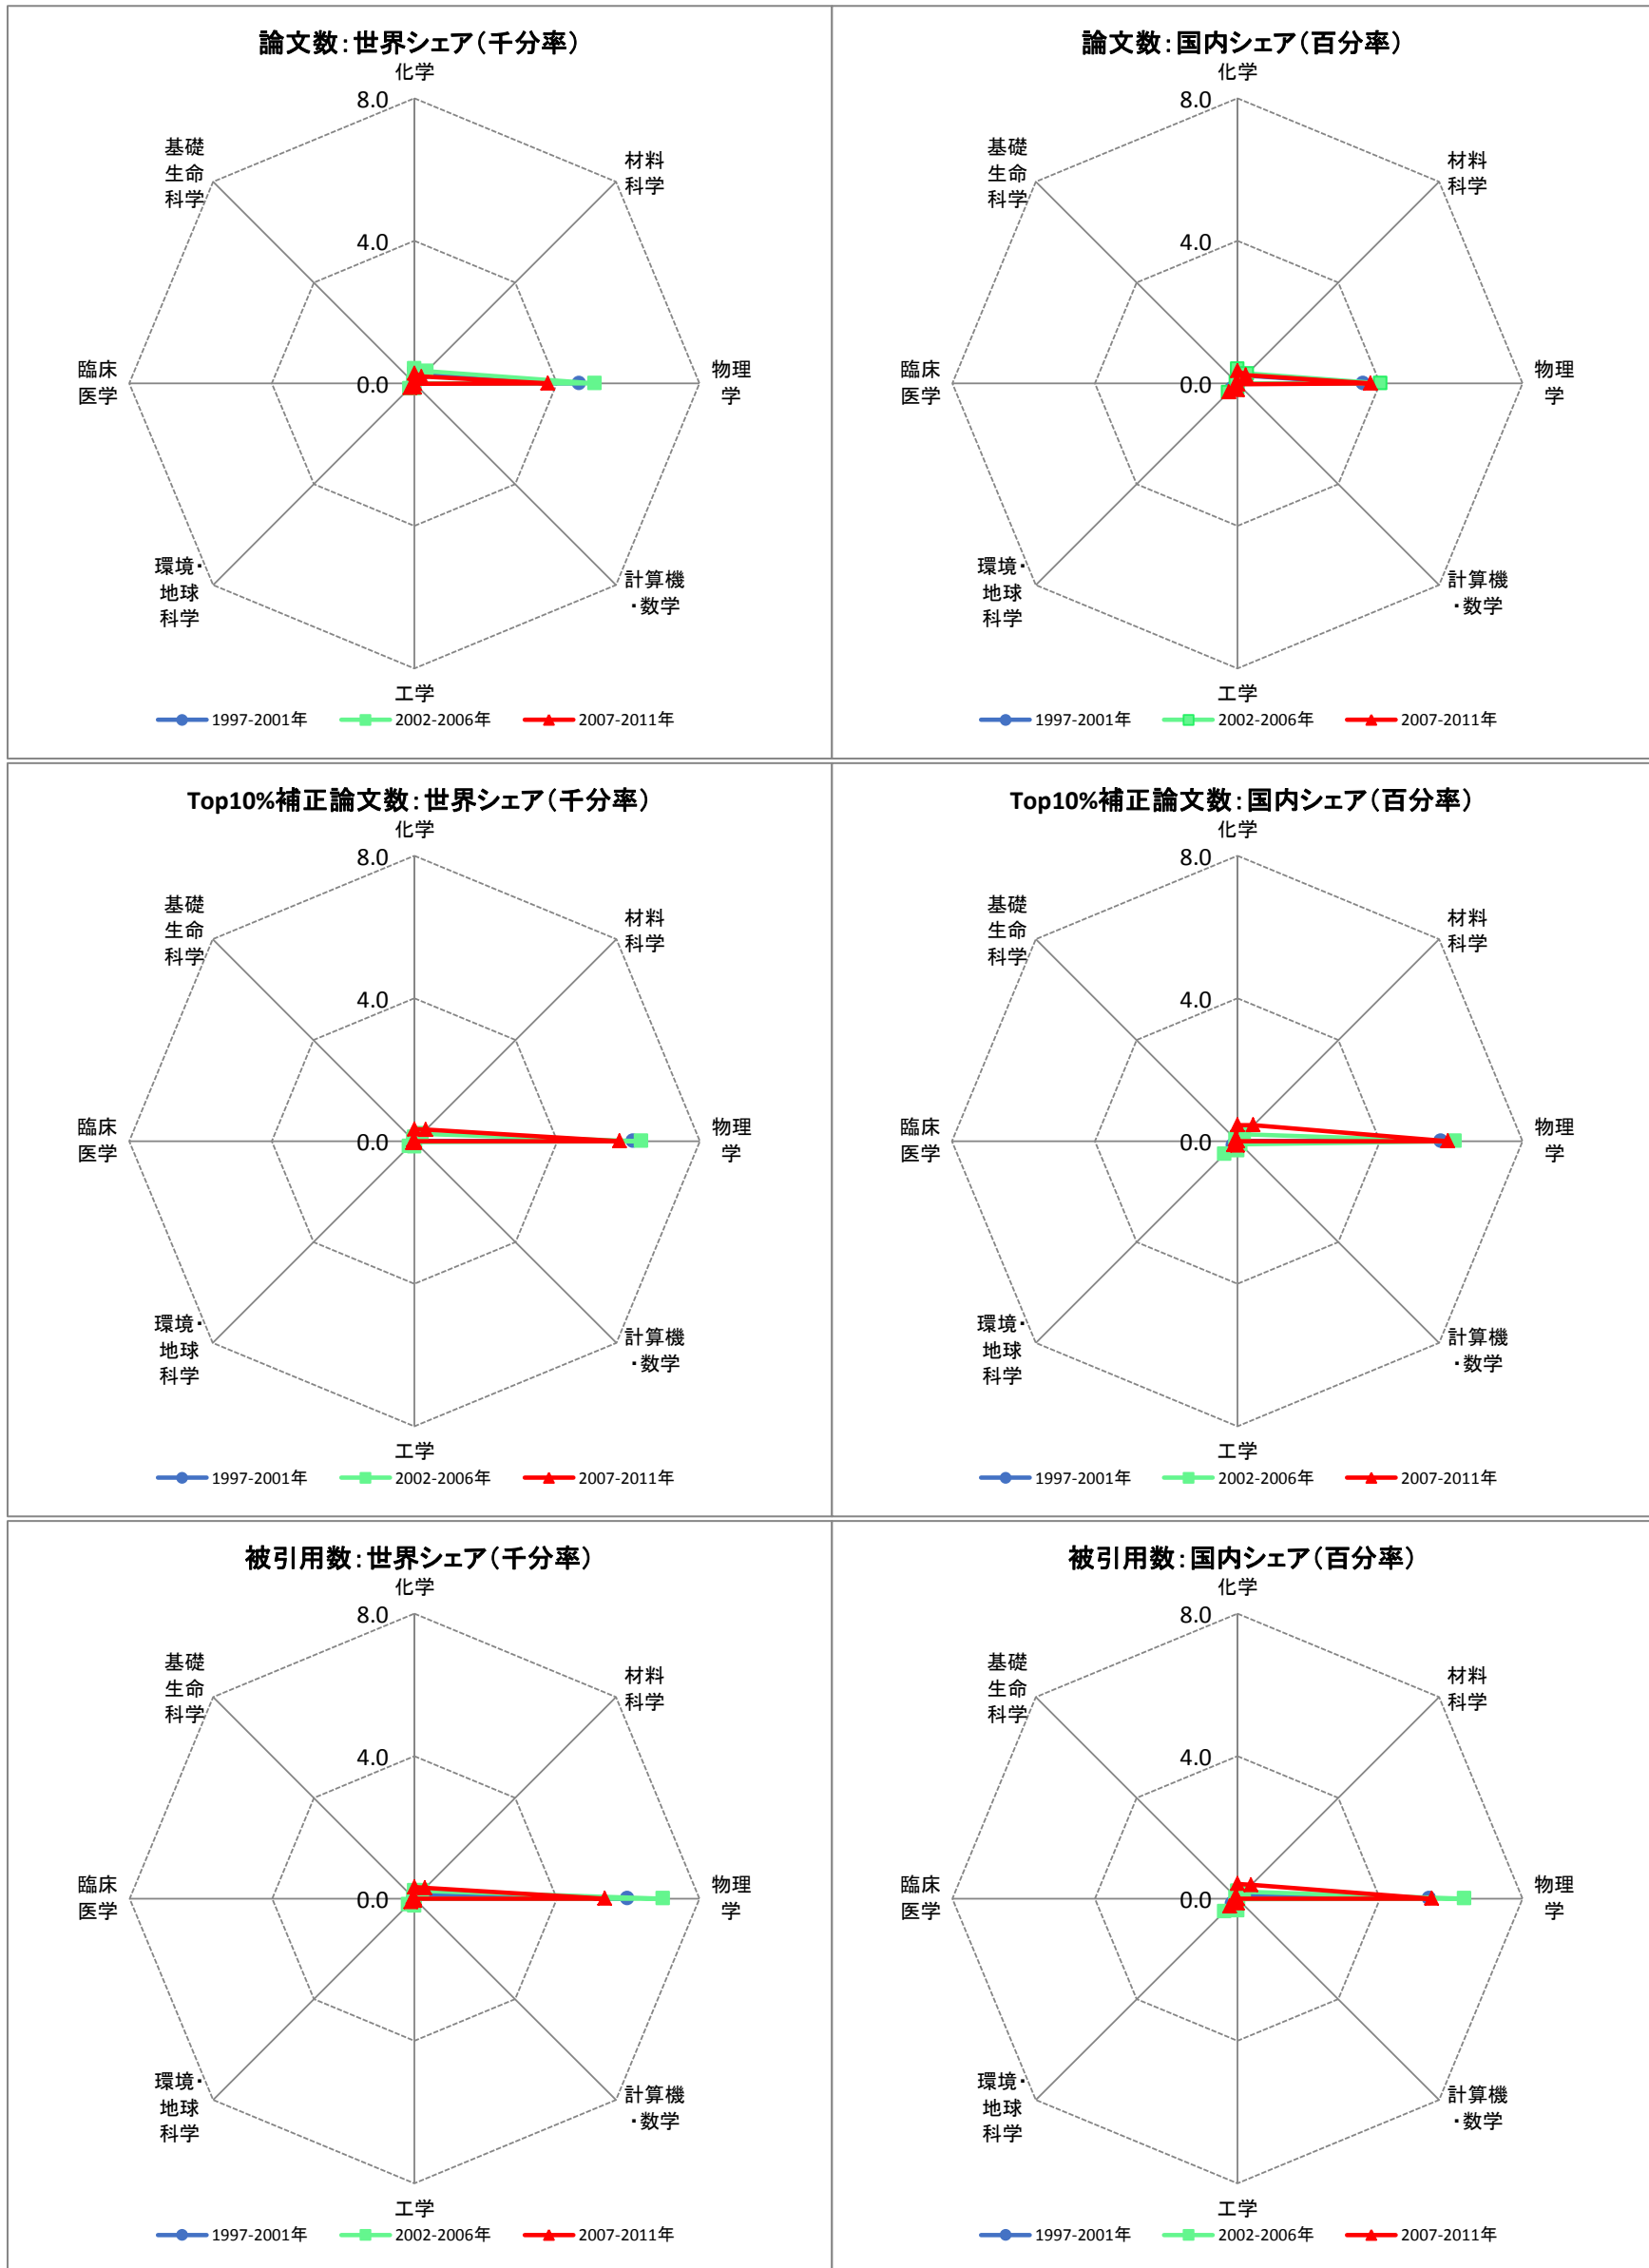 論文数：世界シェア（千分率）
化学
8.0
基礎
生命
科学
材料
科学
4.0
臨床
医学
0.0
物理
学
環境・
地球
科学
計算機
・数学
工学
1997-2001年
2002-2006年
2007-2011年
論文数：国内シェア（百分率）
化学
8.0
基礎
生命
科学
材料
科学
4.0
臨床
医学
0.0
物理
学
環境・
地球
科学
計算機
・数学
工学
1997-2001年
2002-2006年
2007-2011年
Top10%補正論文数：世界シェア（千分率）
化学
8.0
基礎
生命
科学
材料
科学
4.0
臨床
医学
0.0
物理
学
環境・
地球
科学
計算機
・数学
工学
1997-2001年
2002-2006年
2007-2011年
Top10%補正論文数：国内シェア（百分率）
化学
8.0
基礎
生命
科学
材料
科学
4.0
臨床
医学
0.0
物理
学
環境・
地球
科学
計算機
・数学
工学
1997-2001年
2002-2006年
2007-2011年
被引用数：世界シェア（千分率）
化学
8.0
基礎
生命
科学
材料
科学
4.0
臨床
医学
0.0
物理
学
環境・
地球
科学
計算機
・数学
工学
1997-2001年
2002-2006年
2007-2011年
被引用数：国内シェア（百分率）
化学
8.0
基礎
生命
科学
材料
科学
4.0
臨床
医学
0.0
物理
学
環境・
地球
科学
計算機
・数学
工学
1997-2001年
2002-2006年
2007-2011年